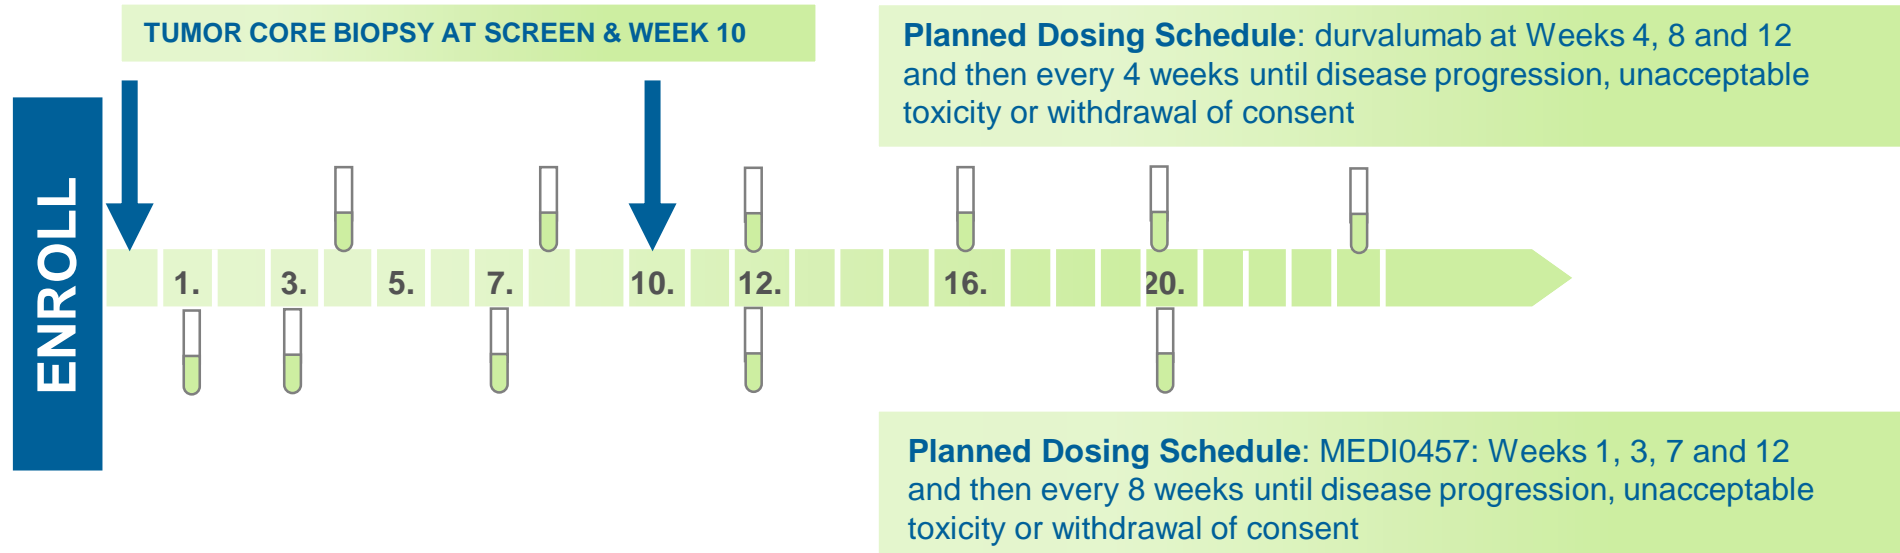 TUMOR CORE BIOPSY AT SCREEN & WEEK 10
Planned Dosing Schedule: durvalumab at Weeks 4, 8 and 12
and then every 4 weeks until disease progression, unacceptable
toxicity or withdrawal of consent
ENROLL
1. 3. 5. 7. 10. 12. 16. 20.
Planned Dosing Schedule: MEDI0457: Weeks 1, 3, 7 and 12
and then every 8 weeks until disease progression, unacceptable
toxicity or withdrawal of consent